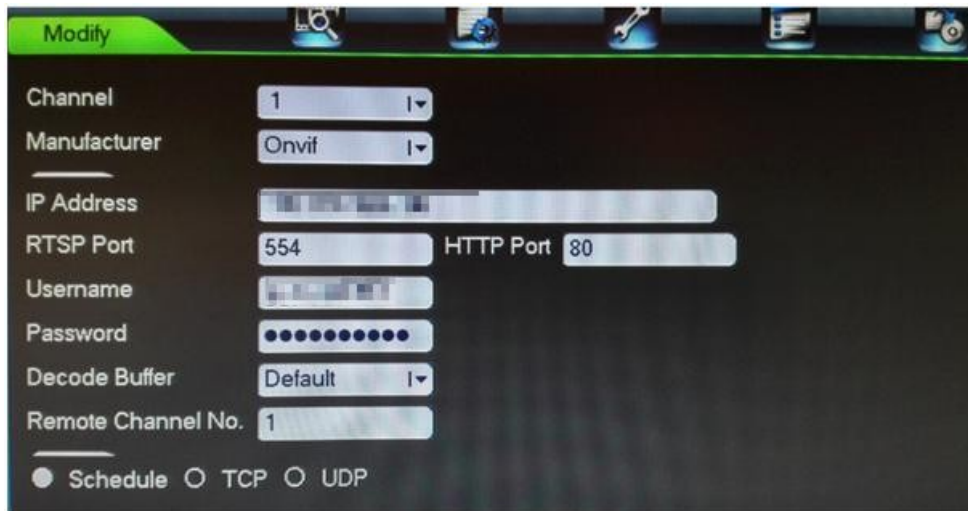 Modify
Channel 1
Manufacturer Onvif
IP Address
RTSP Port 554 HTTP Port 80
Username
Password ●●●●●●●●●●
Decode Buffer Default
Remote Channel No. 1
Schedule TCP UDP